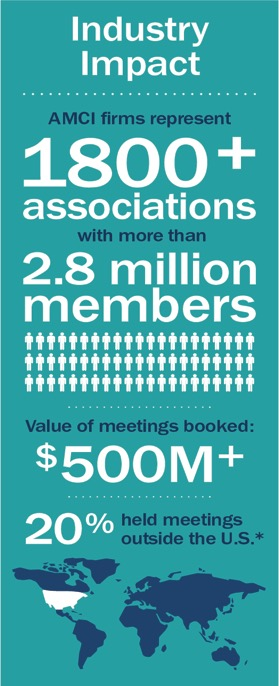 Industry
Impact
AMCI firms represent
1800+
associations
with more than
2.8 million
members
Value of meetings booked:
$500M+
20% held meetings
outside the U.S.*